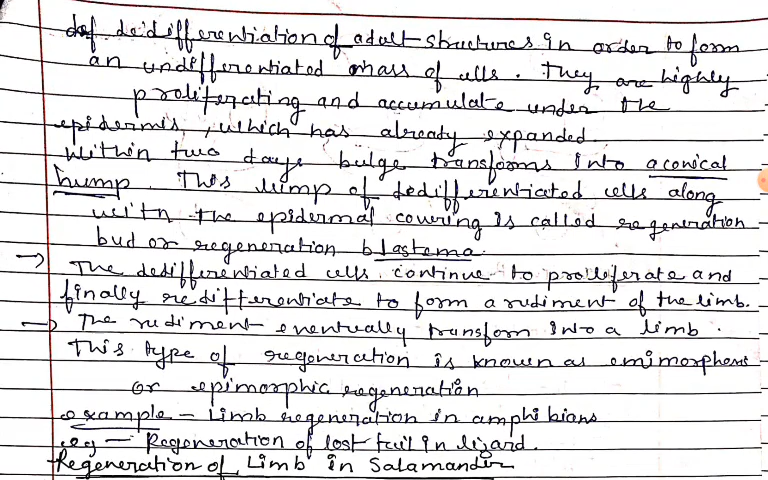 def dedifferentiation of adult structures in order to form
an undifferentiated mass of cells. They are highly
proliferating and accumulate under the
epidermis, which has already expanded.
Within two days bulge transforms into a conical
hump. This lump of dedifferentiated cells along
with the epidermal covering is called regeneration
bud or regeneration blastema.
→ The dedifferentiated cells continue to proliferate and
finally redifferentiate to form a rudiment of the limb.
→ The rudiment eventually transform into a limb.
This type of regeneration is known as emimorphosis
or epimorphic regeneration
example - Limb regeneration in amphibians
eg - Regeneration of lost tail in lizard.
Regeneration of Limb in Salamander